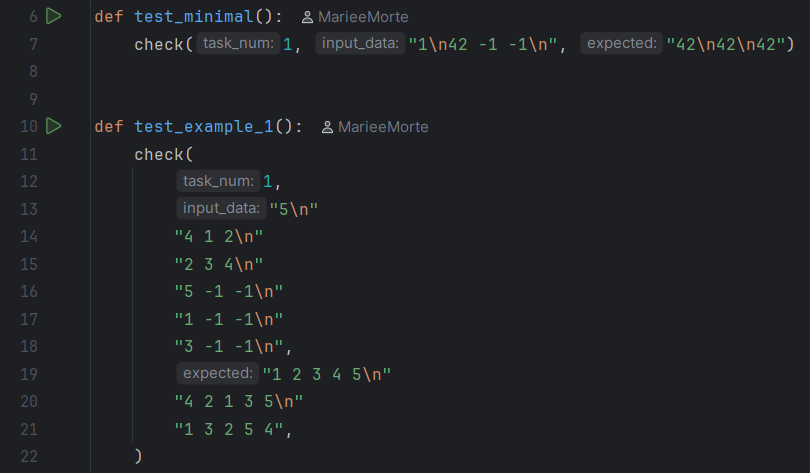 6 def test_minimal(): MarieeMorte
7 check( task_num: 1, input_data: "1\n42 -1 -1\n", expected: "42\n42\n42")
8
9
10 def test_example_1(): MarieeMorte
11 check(
12 task_num: 1,
13 input_data: "5\n"
14 "4 1 2\n"
15 "2 3 4\n"
16 "5 -1 -1\n"
17 "1 -1 -1\n"
18 "3 -1 -1\n",
19 expected: "1 2 3 4 5\n"
20 "4 2 1 3 5\n"
21 "1 3 2 5 4",
22 )